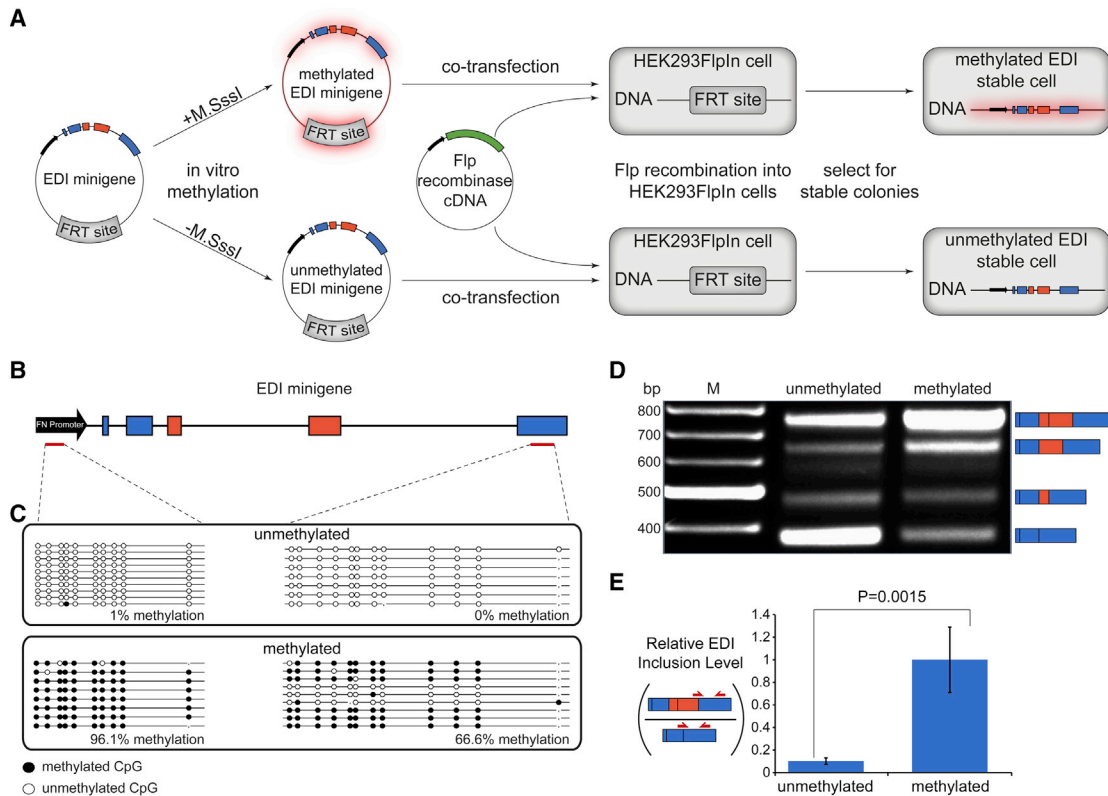 A
+M.SssI
methylated
EDI minigene
FRT site
co-transfection
HEK293FlpIn cell
DNA
FRT site
methylated EDI
stable cell
DNA
EDI minigene
FRT site
in vitro
methylation
Flp
recombinase
cDNA
Flp recombination into
HEK293FlpIn cells
select for
stable colonies
-M.SssI
unmethylated
EDI minigene
FRT site
co-transfection
HEK293FlpIn cell
DNA
FRT site
unmethylated EDI
stable cell
DNA
B
EDI minigene
FN Promoter
C
unmethylated
1% methylation
0% methylation
methylated
96.1% methylation
66.6% methylation
methylated CpG
unmethylated CpG
D
bp
M
unmethylated
methylated
800
700
600
500
400
E
P=0.0015
Relative EDI
Inclusion Level
1.4
1.2
1
0.8
0.6
0.4
0.2
0
unmethylated
methylated